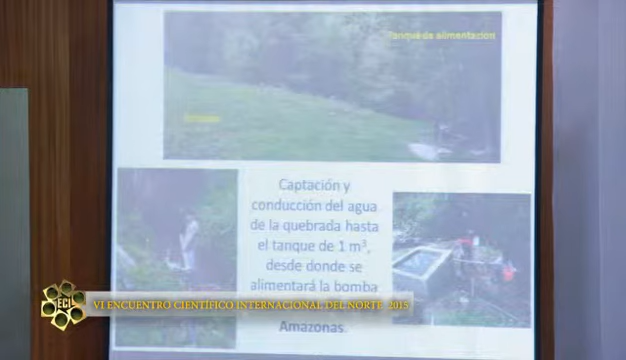 Tanque de alimentación
Captación y
conducción del agua
de la quebrada hasta
el tanque de 1 m³,
desde donde se
alimentará la bomba
Amazonas.
ECI
VI ENCUENTRO CIENTÍFICO INTERNACIONAL DEL NORTE 2015